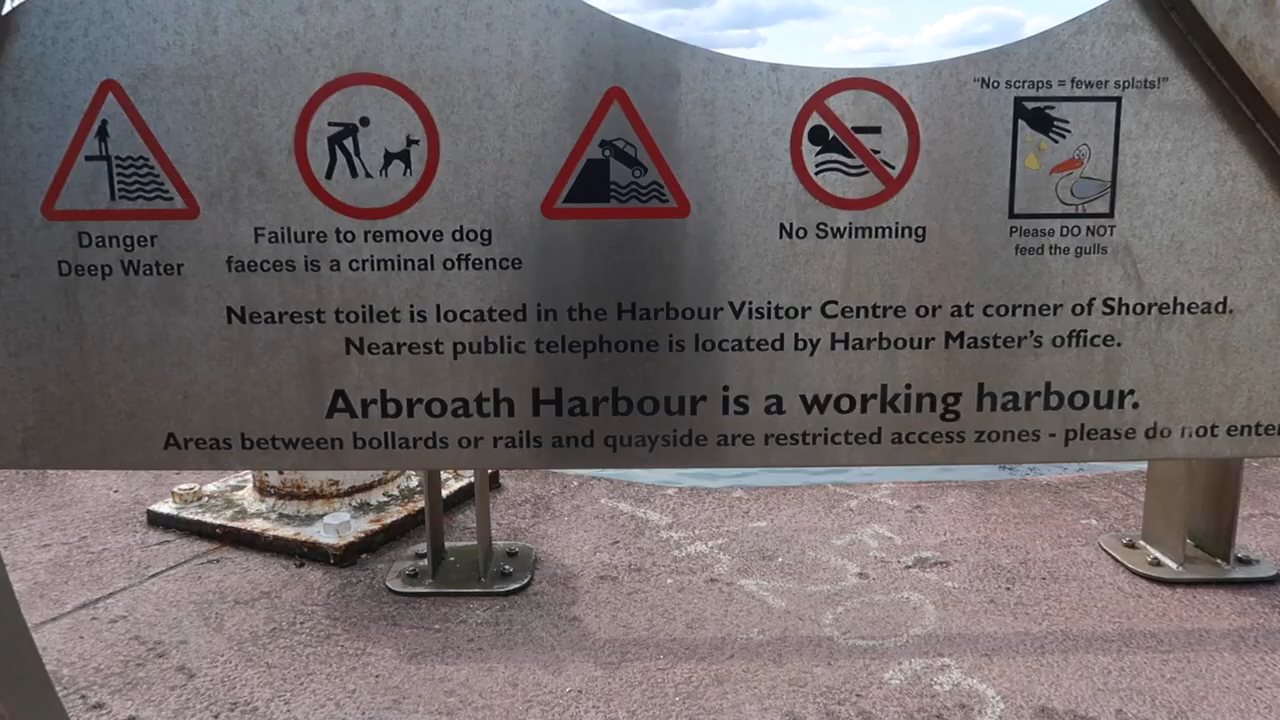 "No scraps = fewer splats!"
Danger
Deep Water
Failure to remove dog
faeces is a criminal offence
No Swimming
Please DO NOT
feed the gulls
Nearest toilet is located in the Harbour Visitor Centre or at corner of Shorehead.
Nearest public telephone is located by Harbour Master's office.
Arbroath Harbour is a working harbour.
Areas between bollards or rails and quayside are restricted access zones - please do not enter